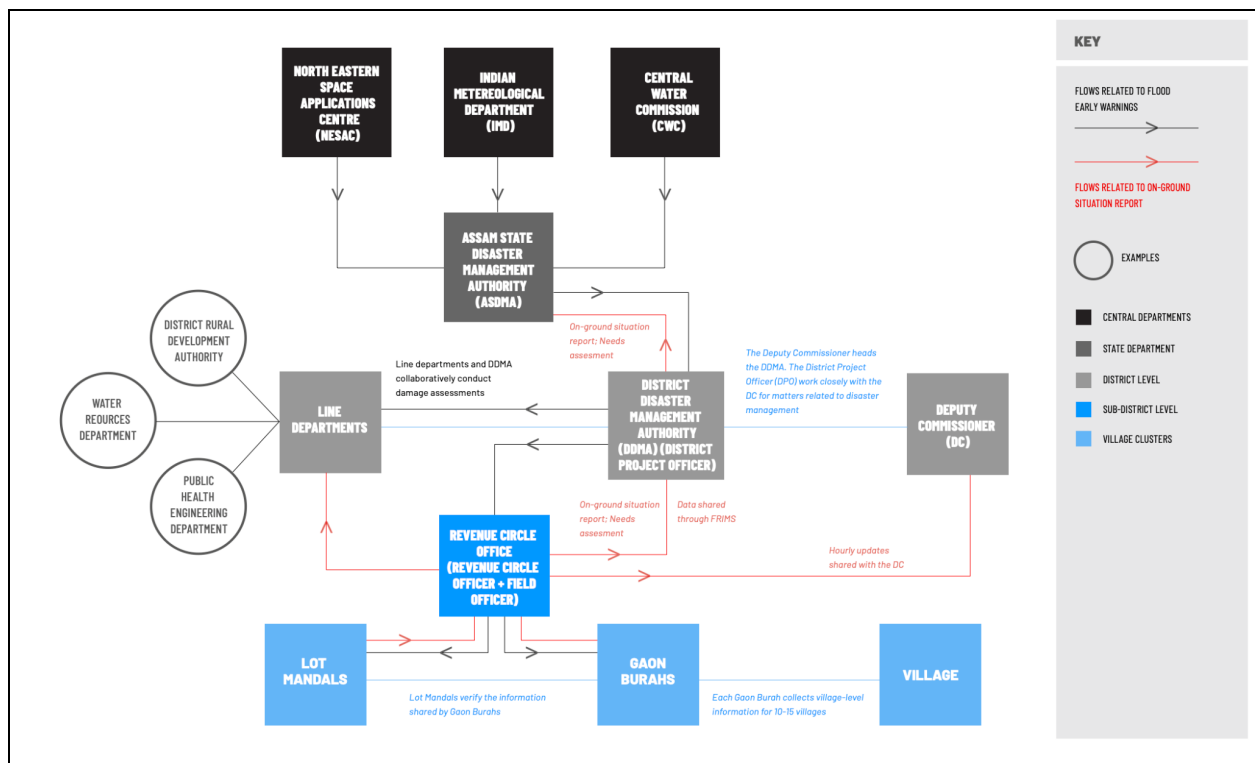 NORTH EASTERN
SPACE
APPLICATIONS
CENTRE
(NESAC)
INDIAN
METEREOLOGICAL
DEPARTMENT
(IMD)
CENTRAL
WATER
COMMISSION
(CWC)
ASSAM STATE
DISASTER
MANAGEMENT
AUTHORITY
(ASDMA)
DISTRICT RURAL
DEVELOPMENT
AUTHORITY
WATER
REOURCES
DEPARTMENT
PUBLIC
HEALTH
ENGINEERING
DEPARTMENT
LINE
DEPARTMENTS
Line departments and DDMA
collaboratively conduct
damage assessments
On-ground situation
report; Needs
assesment
DISTRICT
DISASTER
MANAGEMENT
AUTHORITY
(DDMA) (DISTRICT
PROJECT OFFICER)
The Deputy Commissioner heads
the DDMA. The District Project
Officer (DPO) work closely with the
DC for matters related to disaster
management
DEPUTY
COMMISSIONER
(DC)
On-ground situation
report; Needs
assesment
Data shared
through FRIMS
REVENUE CIRCLE
OFFICE
(REVENUE CIRCLE
OFFICER + FIELD
OFFICER)
Hourly updates
shared with the DC
LOT
MANDALS
Lot Mandals verify the information
shared by Gaon Burahs
GAON
BURAHS
Each Gaon Burah collects village-level
information for 10-15 villages
VILLAGE
KEY
FLOWS RELATED TO FLOOD
EARLY WARNINGS
FLOWS RELATED TO ON-GROUND
SITUATION REPORT
EXAMPLES
CENTRAL DEPARTMENTS
STATE DEPARTMENT
DISTRICT LEVEL
SUB-DISTRICT LEVEL
VILLAGE CLUSTERS